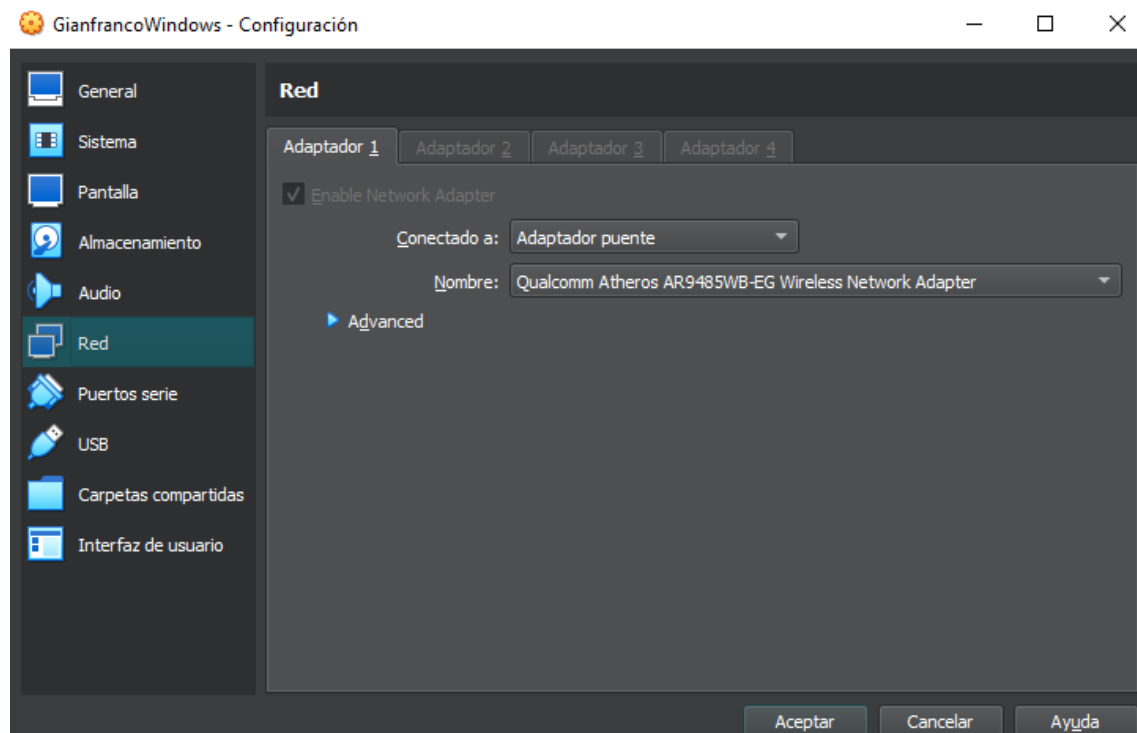 GianfrancoWindows - Configuración
General
Sistema
Pantalla
Almacenamiento
Audio
Red
Puertos serie
USB
Carpetas compartidas
Interfaz de usuario
Red
Adaptador 1 Adaptador 2 Adaptador 3 Adaptador 4
Enable Network Adapter
Conectado a: Adaptador puente
Nombre: Qualcomm Atheros AR9485WB-EG Wireless Network Adapter
Advanced
Aceptar Cancelar Ayuda